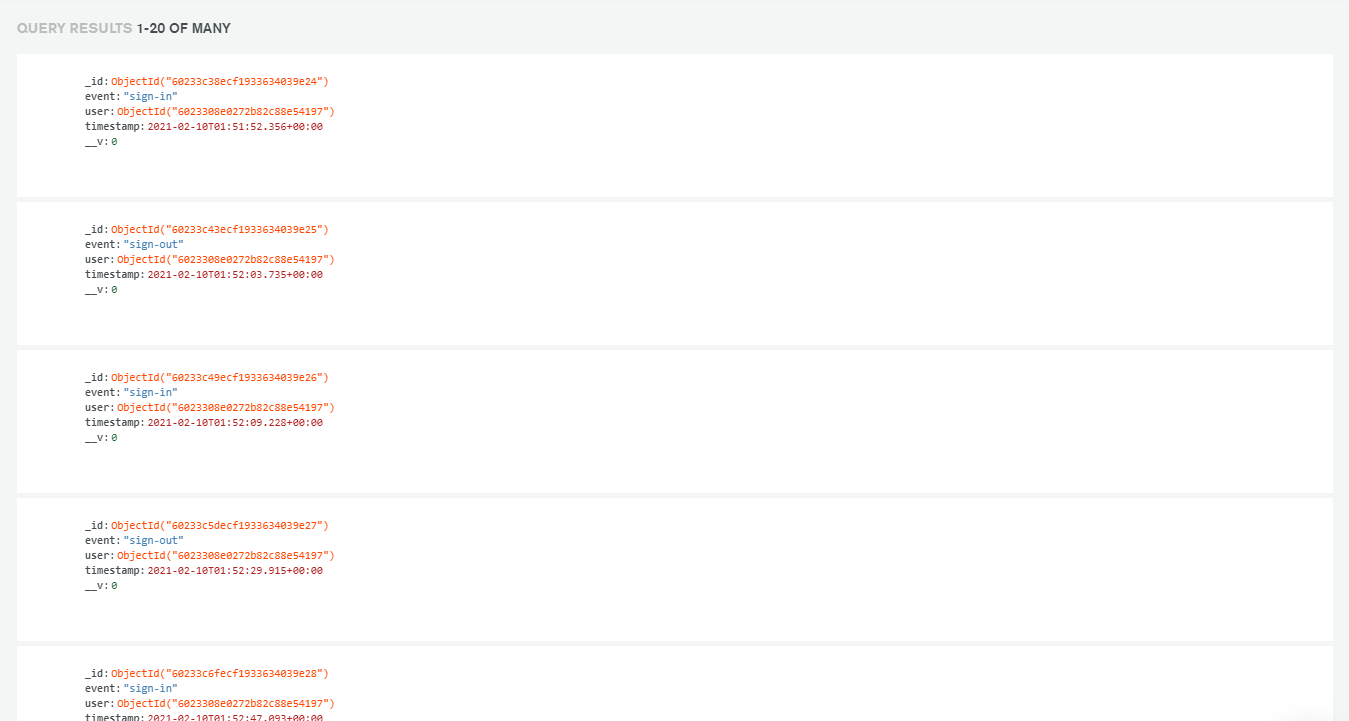 QUERY RESULTS 1-20 OF MANY
_id: ObjectId("60233c38ecf1933634039e24")
event: "sign-in"
user: ObjectId("6023308e0272b82c88e54197")
timestamp: 2021-02-10T01:51:52.356+00:00
__v: 0
_id: ObjectId("60233c43ecf1933634039e25")
event: "sign-out"
user: ObjectId("6023308e0272b82c88e54197")
timestamp: 2021-02-10T01:52:03.735+00:00
__v: 0
_id: ObjectId("60233c49ecf1933634039e26")
event: "sign-in"
user: ObjectId("6023308e0272b82c88e54197")
timestamp: 2021-02-10T01:52:09.228+00:00
__v: 0
_id: ObjectId("60233c5decf1933634039e27")
event: "sign-out"
user: ObjectId("6023308e0272b82c88e54197")
timestamp: 2021-02-10T01:52:29.915+00:00
__v: 0
_id: ObjectId("60233c6fecf1933634039e28")
event: "sign-in"
user: ObjectId("6023308e0272b82c88e54197")
timestamp: 2021-02-10T01:52:47.093+00:00